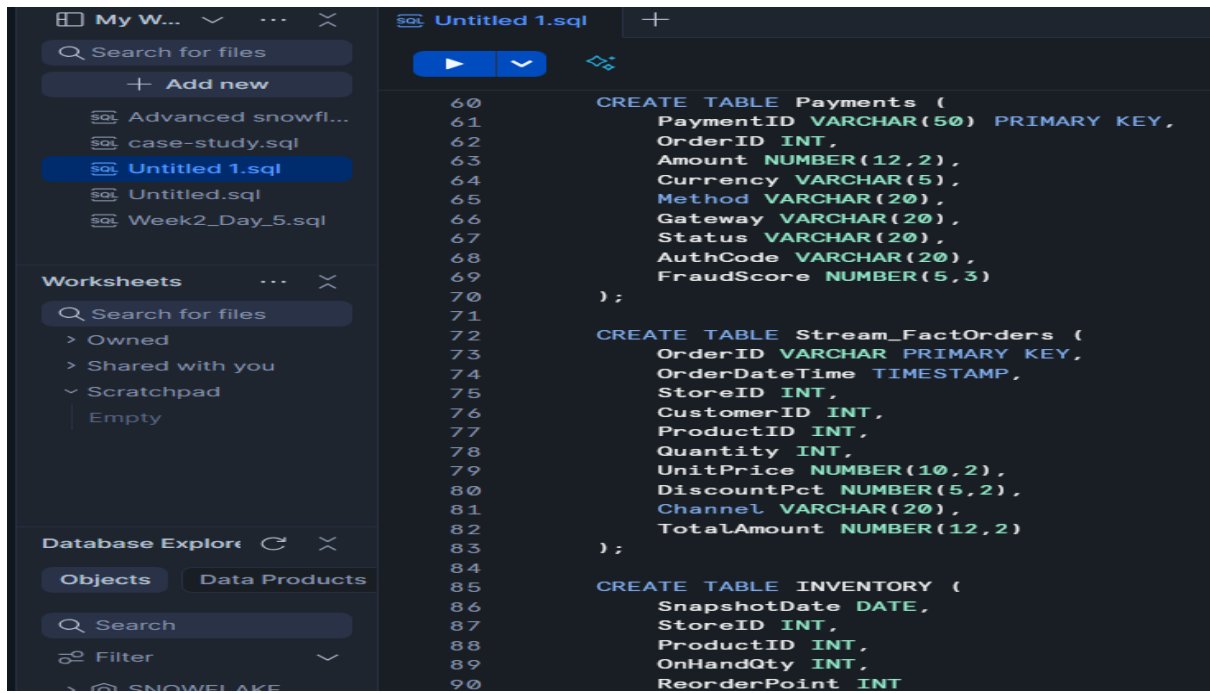 My W... ...
Search for files
+ Add new
SQL Advanced snowfl...
SQL case-study.sql
SQL Untitled 1.sql
SQL Untitled.sql
SQL Week2_Day_5.sql
Worksheets ...
Search for files
> Owned
> Shared with you
Scratchpad
Empty
Database Explore
Objects Data Products
Search
Filter
> SNOWFLAKE
SQL Untitled 1.sql +
60 CREATE TABLE Payments (
61 PaymentID VARCHAR(50) PRIMARY KEY,
62 OrderID INT,
63 Amount NUMBER(12,2),
64 Currency VARCHAR(5),
65 Method VARCHAR(20),
66 Gateway VARCHAR(20),
67 Status VARCHAR(20),
68 AuthCode VARCHAR(20),
69 FraudScore NUMBER(5,3)
70 );
71
72 CREATE TABLE Stream_FactOrders (
73 OrderID VARCHAR PRIMARY KEY,
74 OrderDateTime TIMESTAMP,
75 StoreID INT,
76 CustomerID INT,
77 ProductID INT,
78 Quantity INT,
79 UnitPrice NUMBER(10,2),
80 DiscountPct NUMBER(5,2),
81 Channel VARCHAR(20),
82 TotalAmount NUMBER(12,2)
83 );
84
85 CREATE TABLE INVENTORY (
86 SnapshotDate DATE,
87 StoreID INT,
88 ProductID INT,
89 OnHandQty INT,
90 ReorderPoint INT